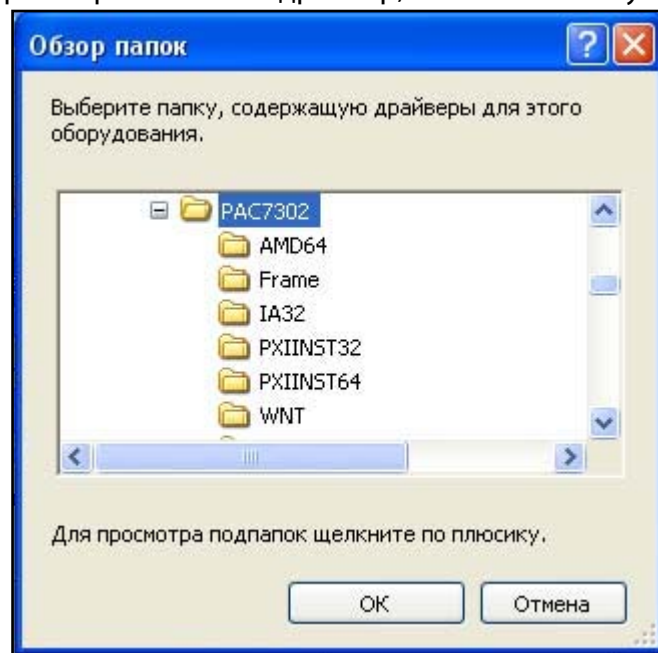 Обзор папок
Выберите папку, содержащую драйверы для этого
оборудования.
PAC7302
AMD64
Frame
IA32
PXIINST32
PXIINST64
WNT
Для просмотра подпапок щелкните по плюсику.
ОК
Отмена